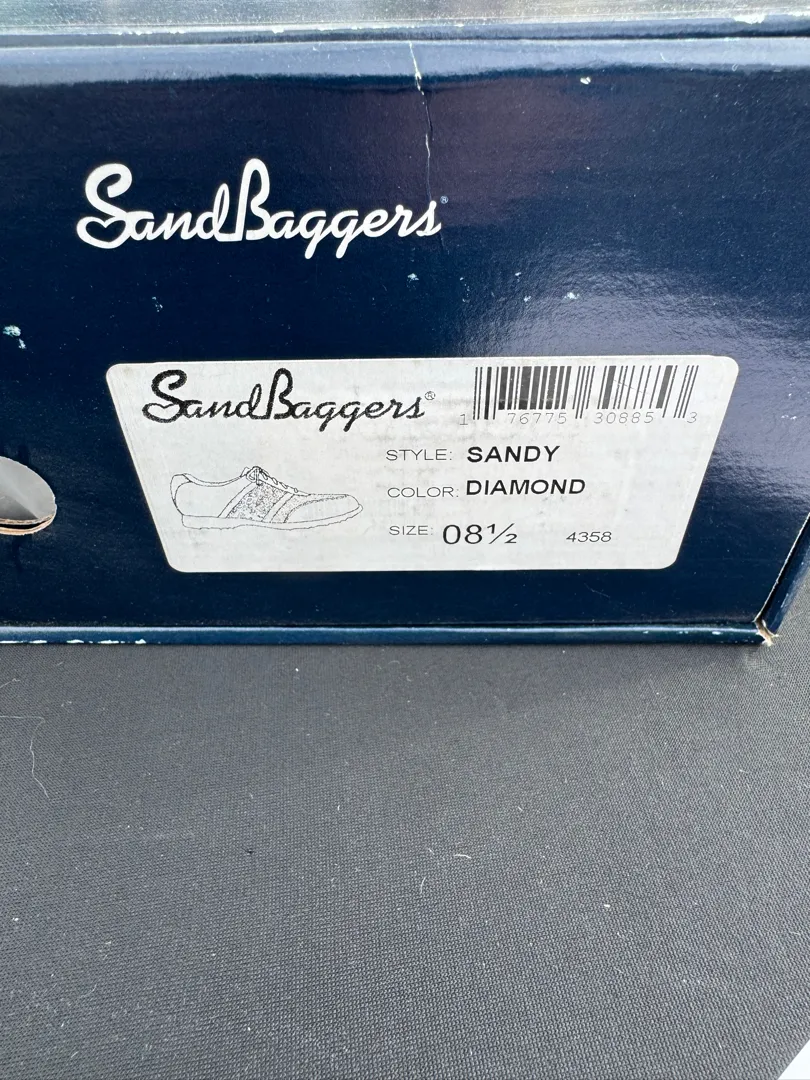 SandBaggers®
SandBaggers®
1 76775 30885 3
STYLE: SANDY
COLOR: DIAMOND
SIZE: 08½ 4358